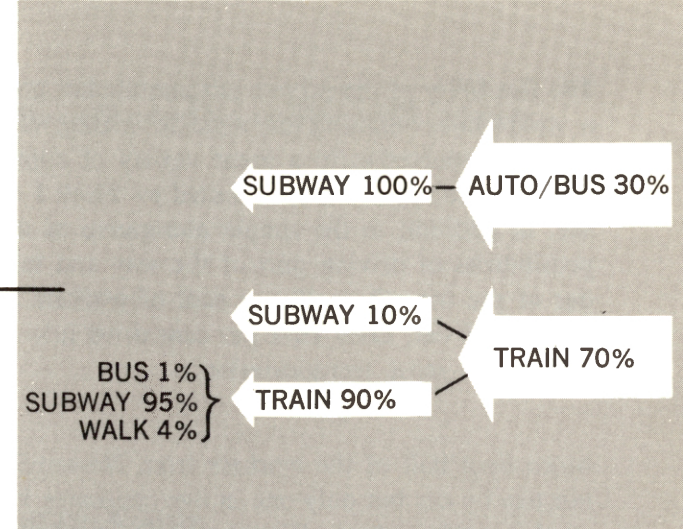 SUBWAY 100%
AUTO/BUS 30%
SUBWAY 10%
TRAIN 70%
BUS 1%
SUBWAY 95%
WALK 4%
TRAIN 90%